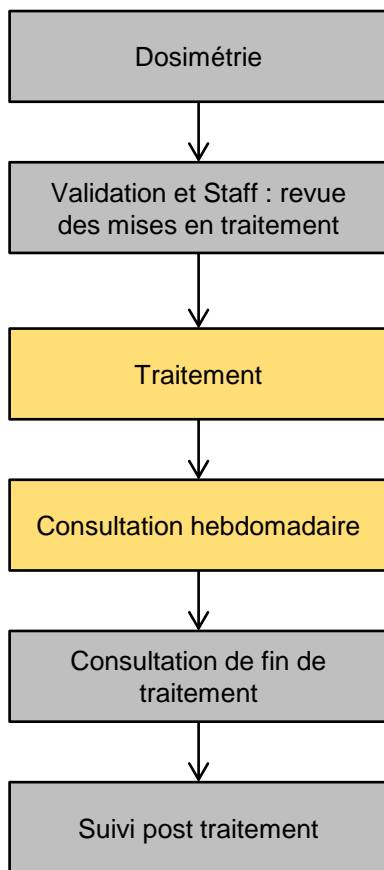 Dosimétrie
Validation et Staff : revue
des mises en traitement
Traitement
Consultation hebdomadaire
Consultation de fin de
traitement
Suivi post traitement